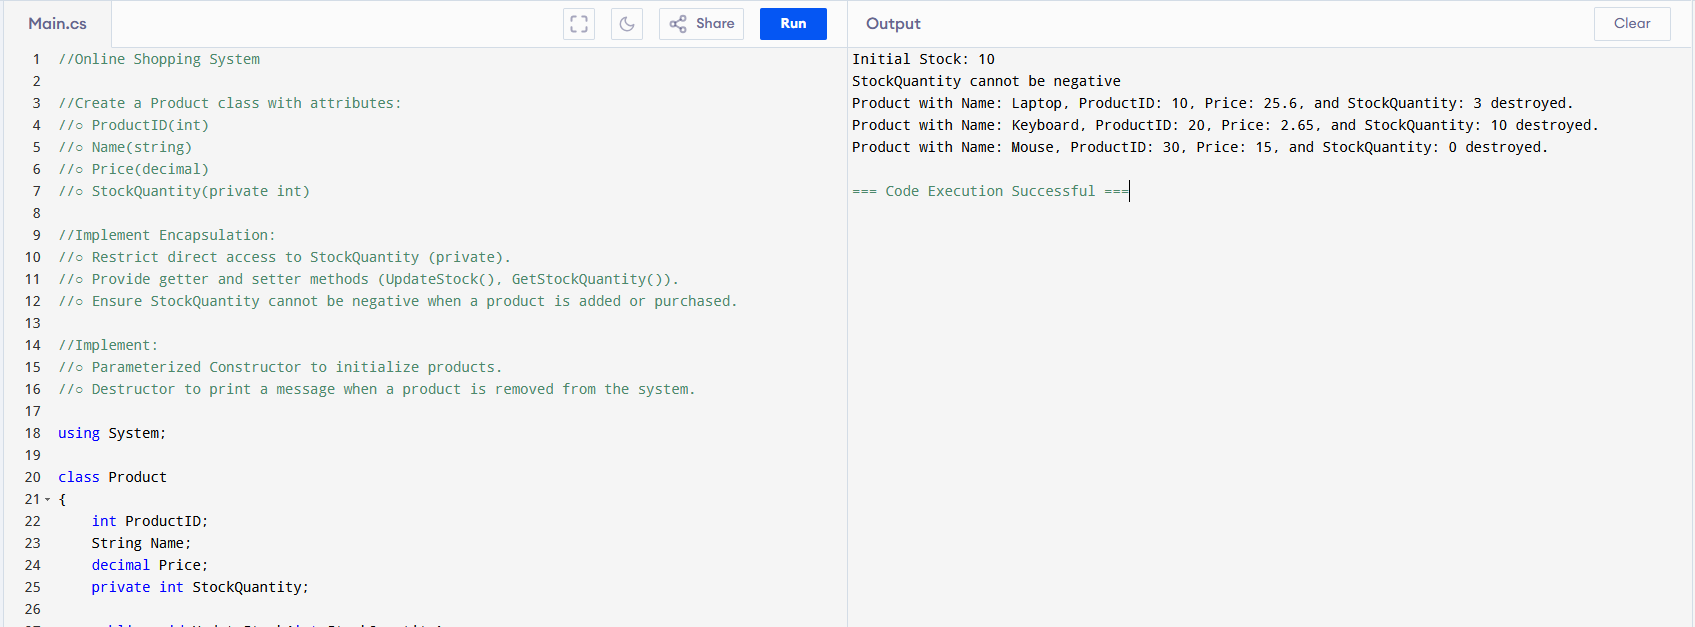 Main.cs
Share
Run
Output
Clear
1 //Online Shopping System
2
3 //Create a Product class with attributes:
4 //○ ProductID(int)
5 //○ Name(string)
6 //○ Price(decimal)
7 //○ StockQuantity(private int)
8
9 //Implement Encapsulation:
10 //○ Restrict direct access to StockQuantity (private).
11 //○ Provide getter and setter methods (UpdateStock(), GetStockQuantity()).
12 //○ Ensure StockQuantity cannot be negative when a product is added or purchased.
13
14 //Implement:
15 //○ Parameterized Constructor to initialize products.
16 //○ Destructor to print a message when a product is removed from the system.
17
18 using System;
19
20 class Product
21 {
22 int ProductID;
23 String Name;
24 decimal Price;
25 private int StockQuantity;
26
Initial Stock: 10
StockQuantity cannot be negative
Product with Name: Laptop, ProductID: 10, Price: 25.6, and StockQuantity: 3 destroyed.
Product with Name: Keyboard, ProductID: 20, Price: 2.65, and StockQuantity: 10 destroyed.
Product with Name: Mouse, ProductID: 30, Price: 15, and StockQuantity: 0 destroyed.
=== Code Execution Successful ===